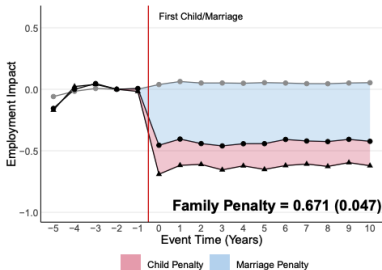 First Child/Marriage
0.5
0.0
−0.5
−1.0
Employment Impact
Family Penalty = 0.671 (0.047)
−5 −4 −3 −2 −1 0 1 2 3 4 5 6 7 8 9 10
Event Time (Years)
Child Penalty Marriage Penalty